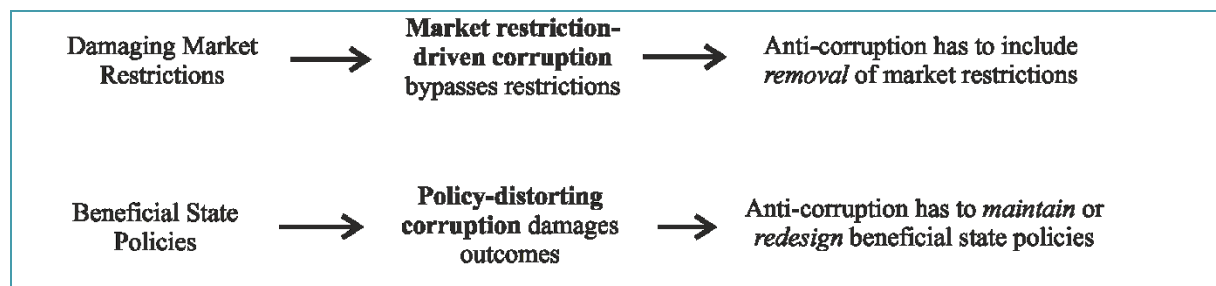 Damaging Market
Restrictions
Market restriction-
driven corruption
bypasses restrictions
Anti-corruption has to include
removal of market restrictions
Beneficial State
Policies
Policy-distorting
corruption damages
outcomes
Anti-corruption has to maintain or
redesign beneficial state policies